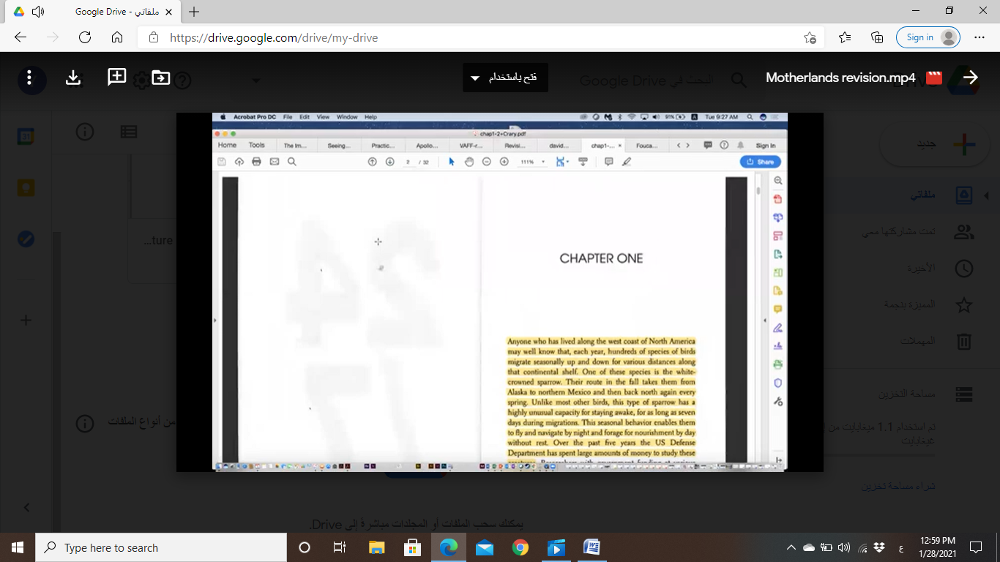 ملفاتي - Google Drive
https://drive.google.com/drive/my-drive
Sign in
فتح باستخدام
البحث في Google Drive
Motherlands revision.mp4
Acrobat Pro DC File Edit View Window Help
91% Tue 9:27 AM
chap1-2+Crary.pdf
Home Tools The Im... Seeing... Practic... Apollo... VAFF-r... Revisi... david... chap1-... Fouca... Sign In
2 / 32 111% Share
جديد
ملفاتي
تمت مشاركتها معي
الأخيرة
المميزة بنجمة
المهملات
مساحة التخزين
تم استخدام 1.1 ميغابايت من
غيغابايت
شراء مساحة تخزين
...ture
من أنواع الملفات
24
7
CHAPTER ONE
Anyone who has lived along the west coast of North America
may well know that, each year, hundreds of species of birds
migrate seasonally up and down for various distances along
that continental shelf. One of these species is the white-
crowned sparrow. Their route in the fall takes them from
Alaska to northern Mexico and then back north again every
spring. Unlike most other birds, this type of sparrow has a
highly unusual capacity for staying awake, for as long as seven
days during migrations. This seasonal behavior enables them
to fly and navigate by night and forage for nourishment by day
without rest. Over the past five years the US Defense
Department has spent large amounts of money to study these
يمكنك سحب الملفات أو المجلدات مباشرةً إلى Drive.
Type here to search
ع
12:59 PM
1/28/2021